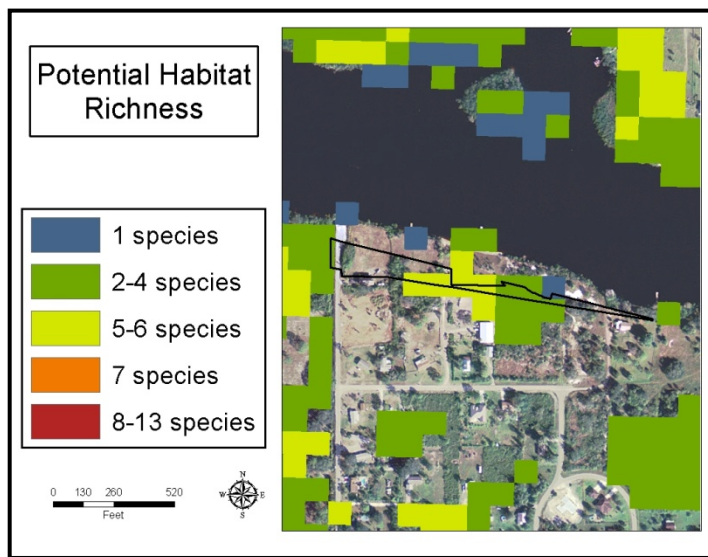 Potential Habitat
Richness
1 species
2-4 species
5-6 species
7 species
8-13 species
0 130 260 520
Feet
N
W E
S